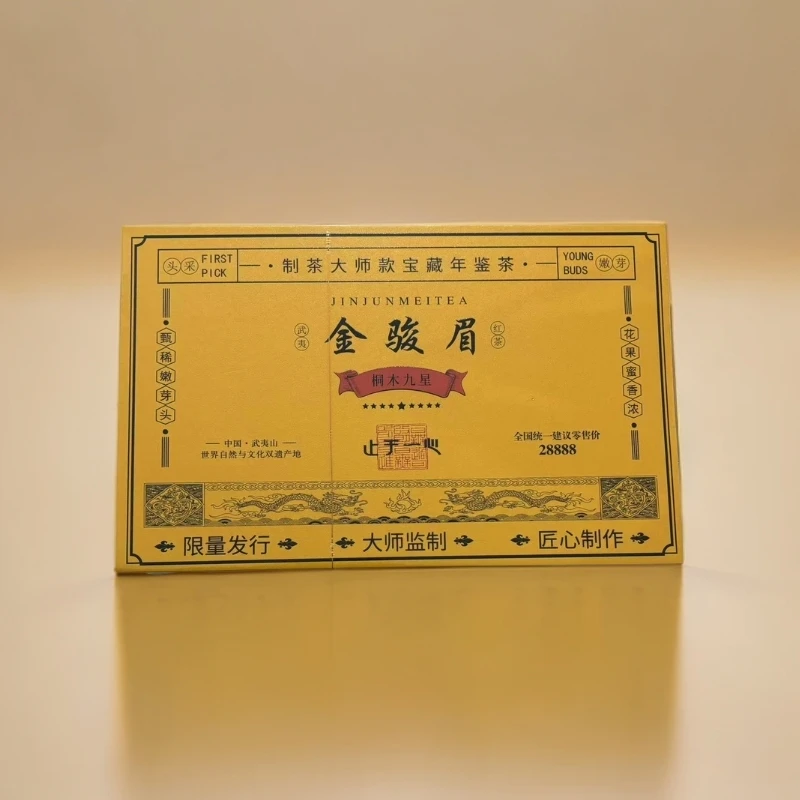 头采 FIRST PICK
制茶大师款宝藏年鉴茶
YOUNG BUDS 嫩芽
JINJUNMEITEA
武夷
金骏眉
红茶
桐木九星
甄稀嫩芽头
花果蜜香浓
中国·武夷山
世界自然与文化双遗产地
止于一心
全国统一建议零售价
28888
限量发行
大师监制
匠心制作